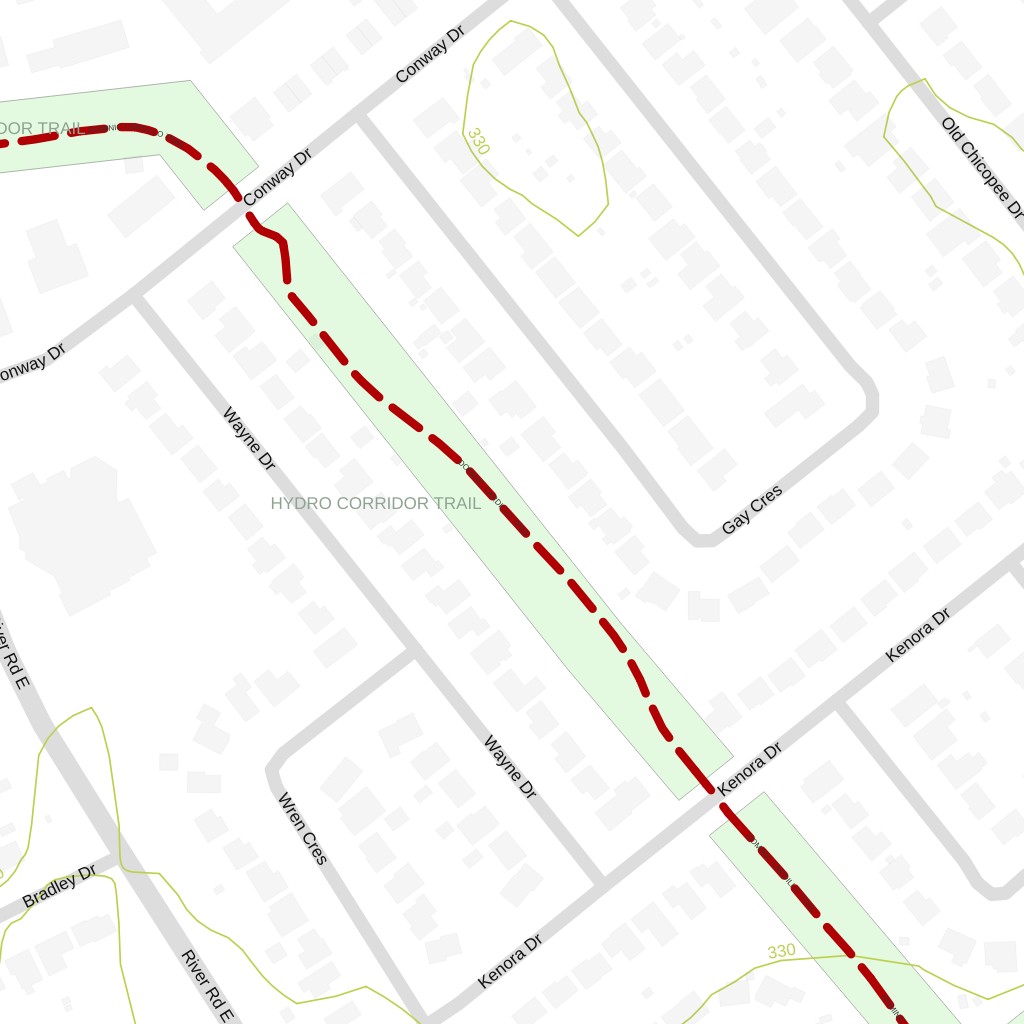 Conway Dr
DOR TRAIL
330
Old Chicopee Dr
Conway Dr
onway Dr
Wayne Dr
HYDRO CORRIDOR TRAIL
Gay Cres
iver Rd E
Kenora Dr
Kenora Dr
Wayne Dr
Wren Cres
Bradley Dr
Kenora Dr
330
River Rd E